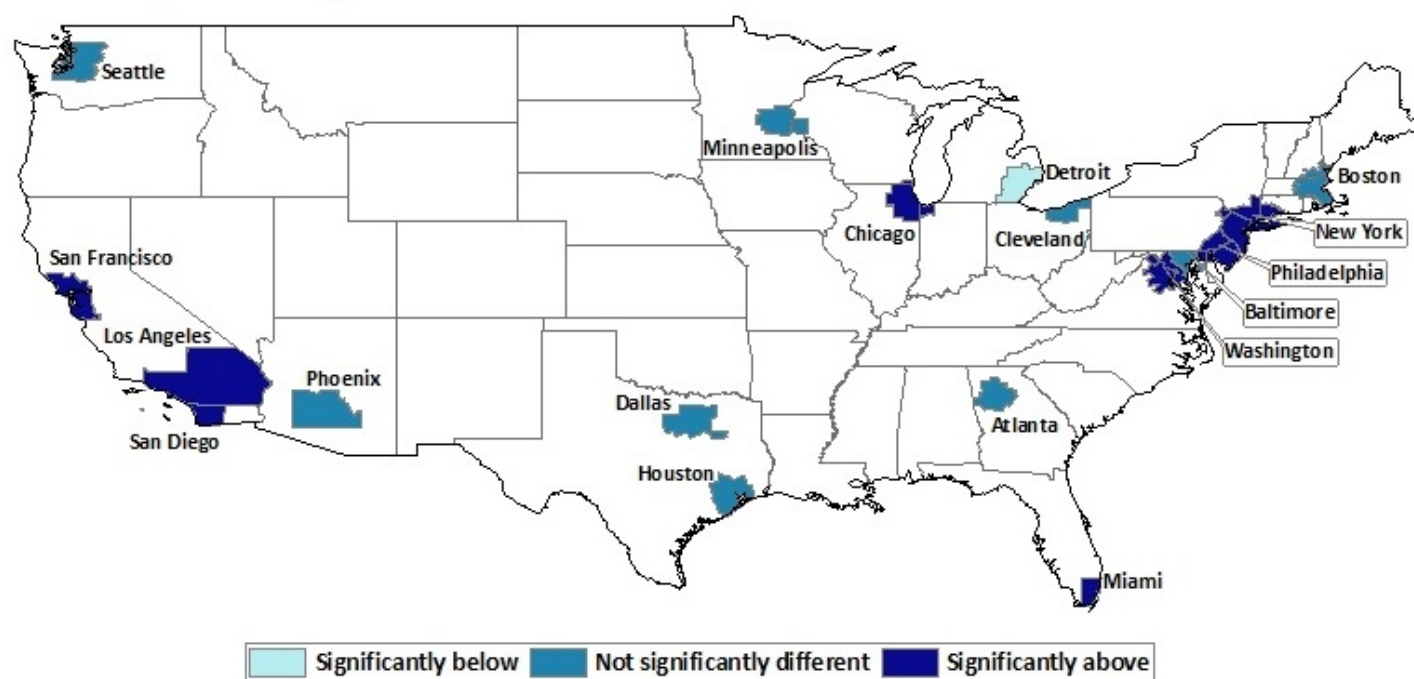 Seattle
Minneapolis
Detroit
Boston
Chicago
Cleveland
New York
San Francisco
Philadelphia
Baltimore
Los Angeles
Washington
Phoenix
Dallas
Atlanta
San Diego
Houston
Miami
Significantly below
Not significantly different
Significantly above